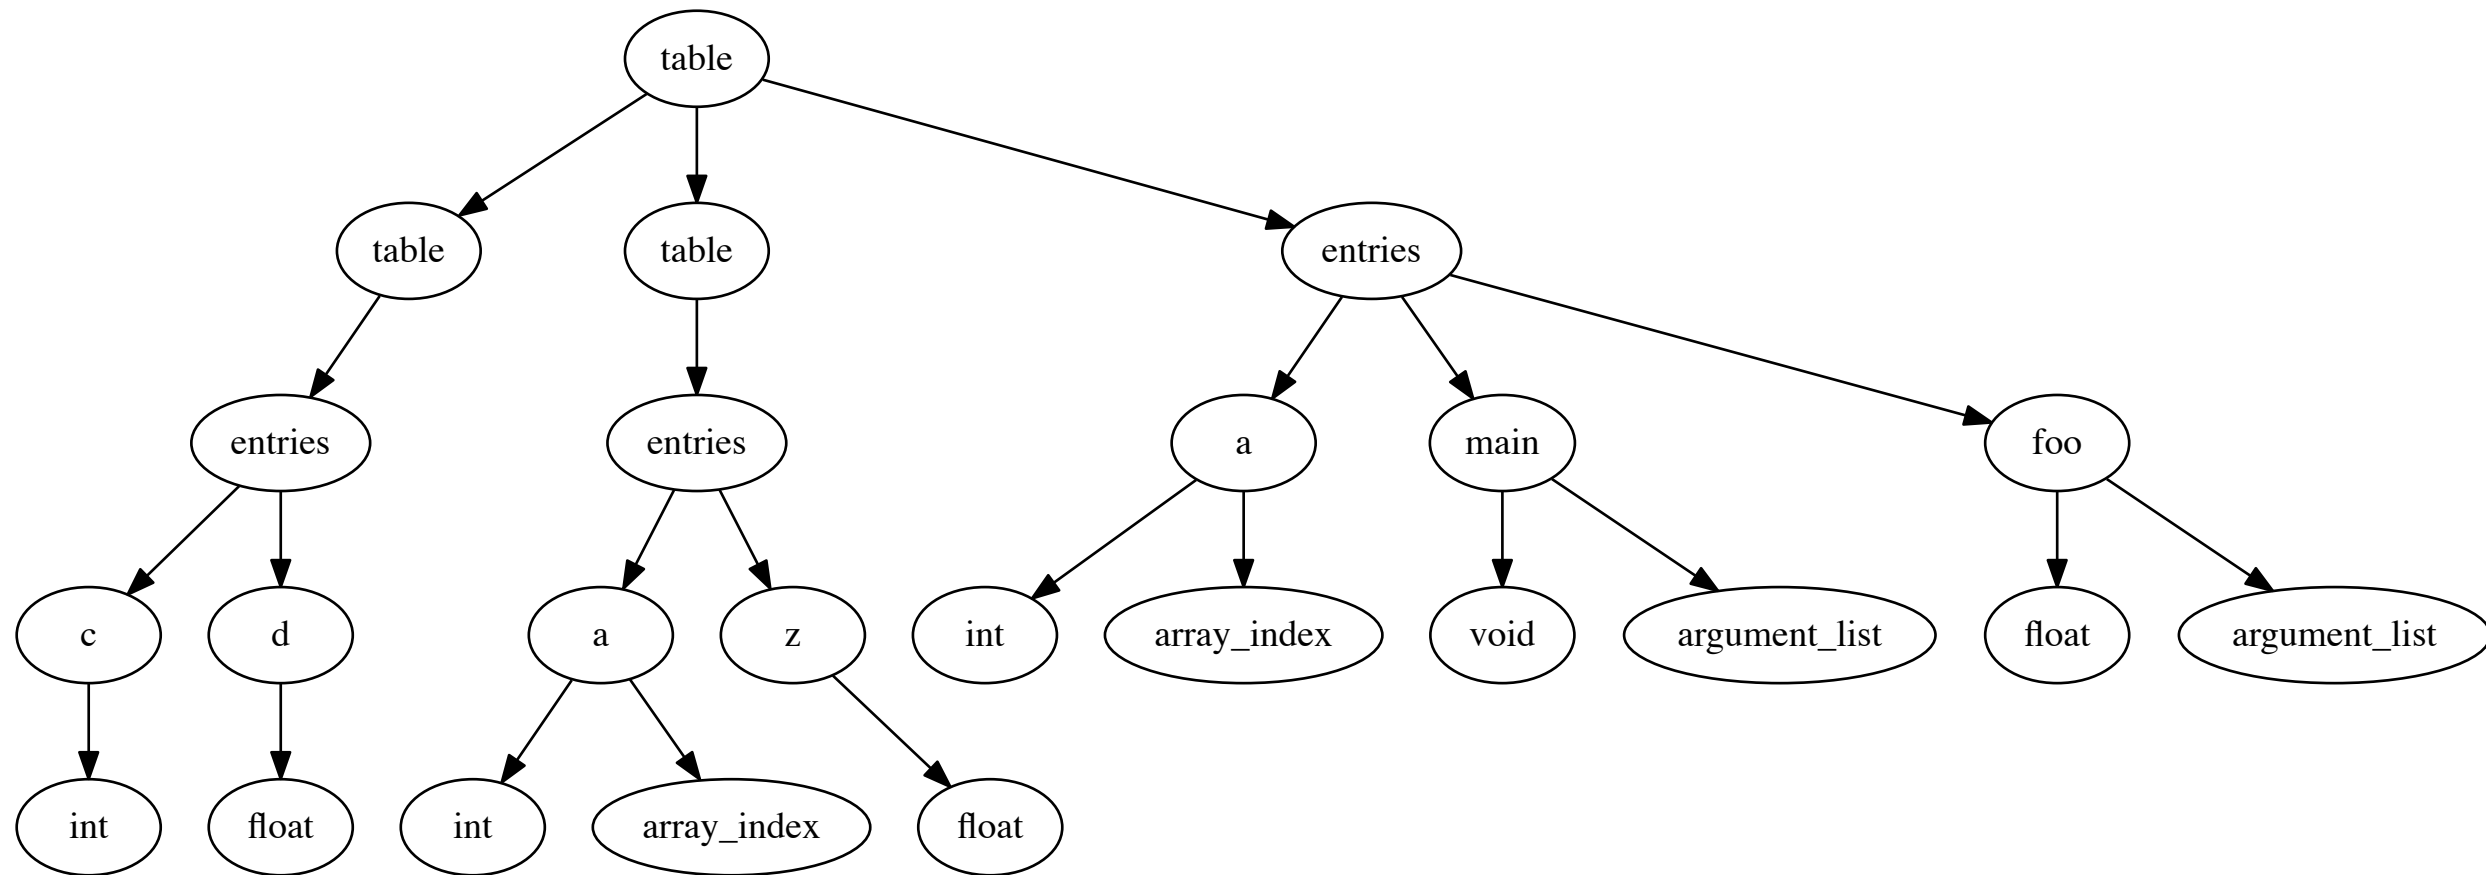 table
table
table
entries
entries
entries
a
main
foo
c
d
a
z
int
array_index
void
argument_list
float
argument_list
int
float
int
array_index
float